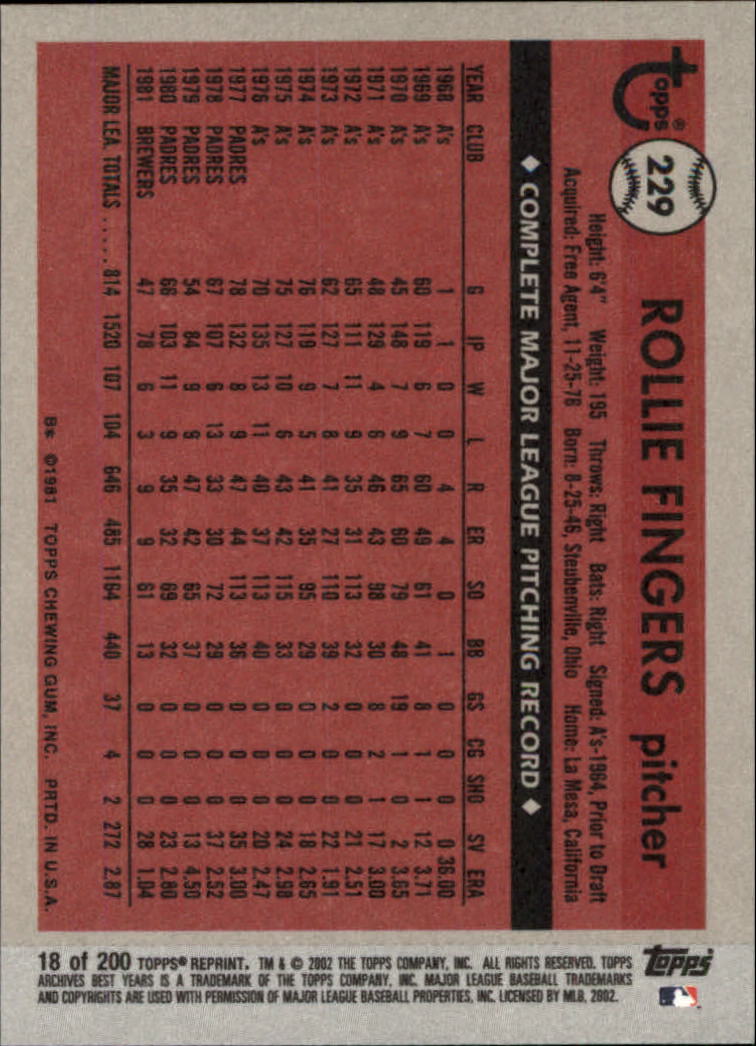 topps®
229
ROLLIE FINGERS pitcher
Height: 6'4" Weight: 195 Throws: Right Bats: Right Signed: A's-1964, Prior to Draft
Acquired: Free Agent, 11-25-78 Born: 8-25-46, Steubenville, Ohio Home: La Mesa, California
◆ COMPLETE MAJOR LEAGUE PITCHING RECORD ◆
YEAR CLUB G IP W L R ER SO BB GS CG SHO SV ERA
1968 A's 1 1 0 0 4 4 0 1 0 0 0 0 36.00
1969 A's 60 119 6 7 60 49 61 41 8 1 1 12 3.71
1970 A's 45 148 7 9 65 60 79 48 19 1 0 2 3.65
1971 A's 48 129 4 6 46 43 98 30 8 2 1 17 3.00
1972 A's 65 111 11 9 35 31 113 32 0 0 0 21 2.51
1973 A's 62 127 7 8 41 27 110 39 2 0 0 22 1.91
1974 A's 76 119 9 5 41 35 95 29 0 0 0 18 2.65
1975 A's 75 127 10 6 43 42 115 33 0 0 0 24 2.98
1976 A's 70 135 13 11 40 37 113 40 0 0 0 20 2.47
1977 PADRES 78 132 8 9 47 44 113 36 0 0 0 35 3.00
1978 PADRES 67 107 6 13 33 30 72 29 0 0 0 37 2.52
1979 PADRES 54 84 9 9 47 42 65 37 0 0 0 13 4.50
1980 PADRES 66 103 11 9 35 32 69 32 0 0 0 23 2.80
1981 BREWERS 47 78 6 3 9 9 61 13 0 0 0 28 1.04
MAJOR LEA. TOTALS ..... 814 1520 107 104 646 485 1164 440 37 4 2 272 2.87
B* ©1981 TOPPS CHEWING GUM, INC. PRTD. IN U.S.A.
18 of 200 TOPPS® REPRINT. TM & © 2002 THE TOPPS COMPANY, INC. ALL RIGHTS RESERVED. TOPPS
ARCHIVES BEST YEARS IS A TRADEMARK OF THE TOPPS COMPANY, INC. MAJOR LEAGUE BASEBALL TRADEMARKS
AND COPYRIGHTS ARE USED WITH PERMISSION OF MAJOR LEAGUE BASEBALL PROPERTIES, INC. LICENSED BY MLB, 2002.
TOPPS